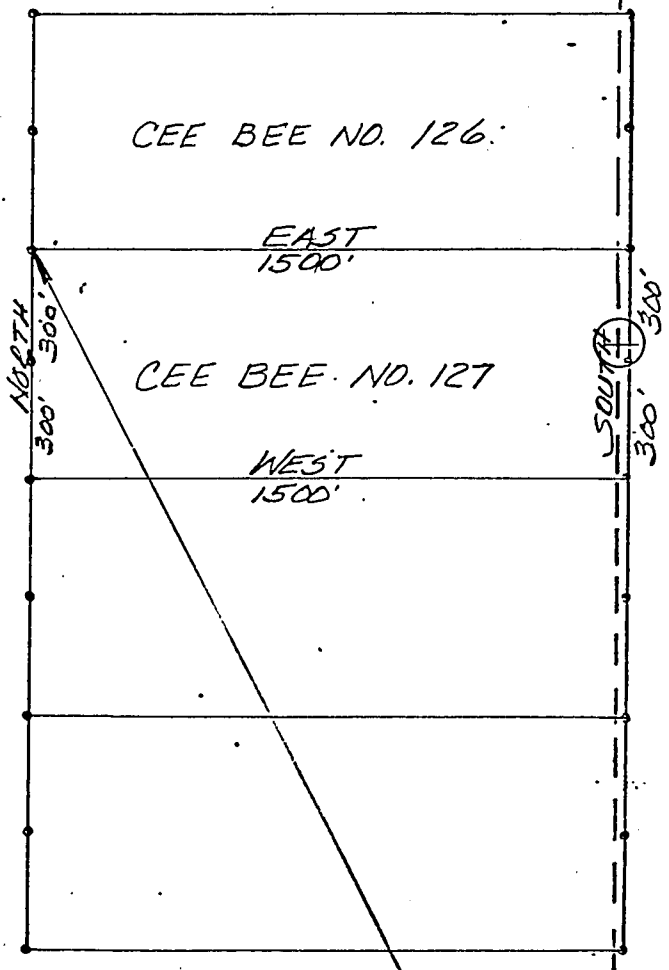 CEE BEE NO. 126.
EAST
1500'
NORTH
300'
300'
CEE BEE NO. 127
SOUTH
300'
300'
WEST
1500'